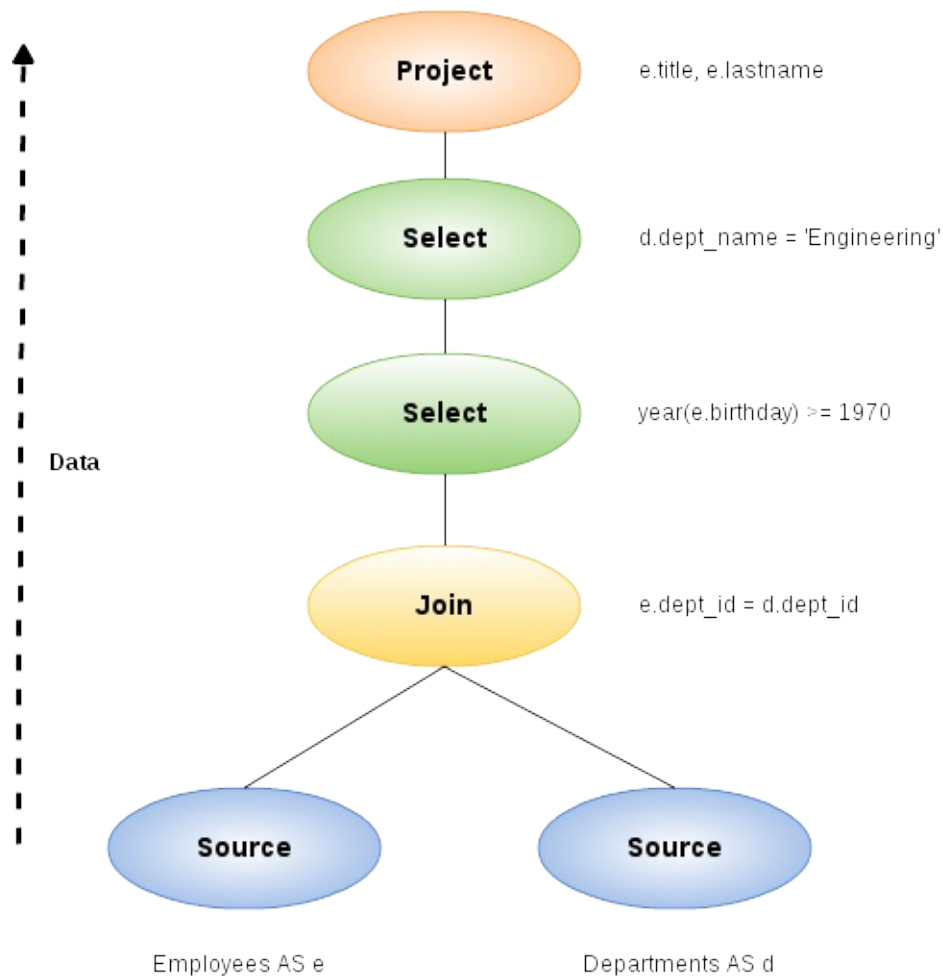 Project
e.title, e.lastname
Select
d.dept_name = 'Engineering'
Select
year(e.birthday) >= 1970
Data
Join
e.dept_id = d.dept_id
Source
Source
Employees AS e
Departments AS d